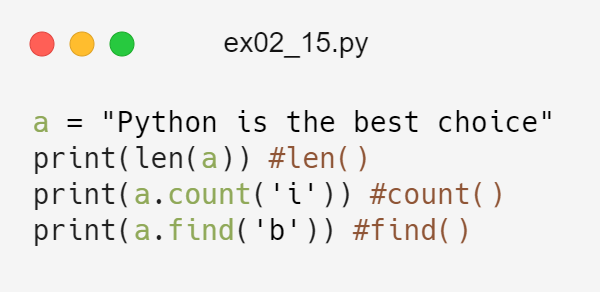 ex02_15.py
a = "Python is the best choice"
print(len(a)) #len()
print(a.count('i')) #count()
print(a.find('b')) #find()